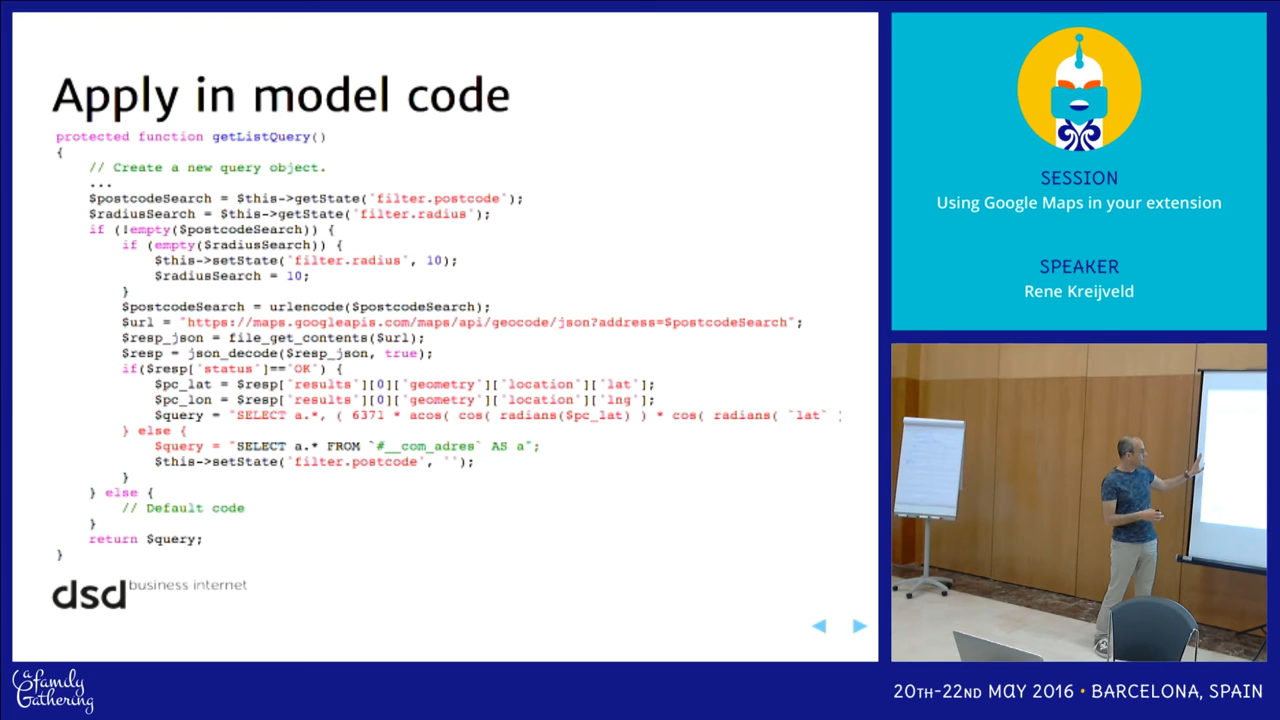 Apply in model code
protected function getListQuery()
{
// Create a new query object.
...
$postcodeSearch = $this->getState('filter.postcode');
$radiusSearch = $this->getState('filter.radius');
if (!empty($postcodeSearch)) {
if (empty($radiusSearch)) {
$this->setState('filter.radius', 10);
$radiusSearch = 10;
}
$postcodeSearch = urlencode($postcodeSearch);
$url = "https://maps.googleapis.com/maps/api/geocode/json?address=$postcodeSearch";
$resp_json = file_get_contents($url);
$resp = json_decode($resp_json, true);
if($resp['status']=='OK') {
$pc_lat = $resp['results'][0]['geometry']['location']['lat'];
$pc_lon = $resp['results'][0]['geometry']['location']['lng'];
$query = "SELECT a.*, ( 6371 * acos( cos( radians($pc_lat) ) * cos( radians( `lat` )
} else {
$query = "SELECT a.* FROM `#__com_adres` AS a";
$this->setState('filter.postcode', '');
}
} else {
// Default code
}
return $query;
}
dsd business internet
SESSION
Using Google Maps in your extension
SPEAKER
Rene Kreijveld
a family
Gathering
20TH-22ND MAY 2016 • BARCELONA, SPAIN